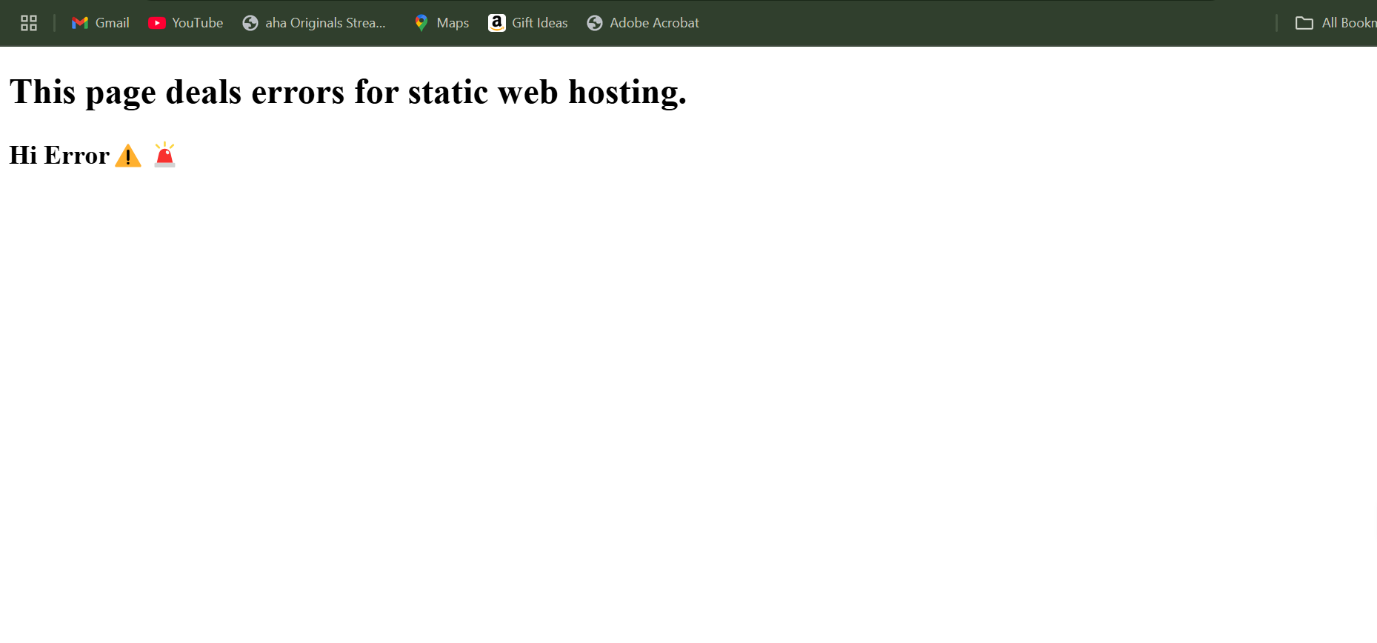 Gmail YouTube aha Originals Strea... Maps Gift Ideas Adobe Acrobat All Bookm
This page deals errors for static web hosting.
Hi Error⚠️ 🚨